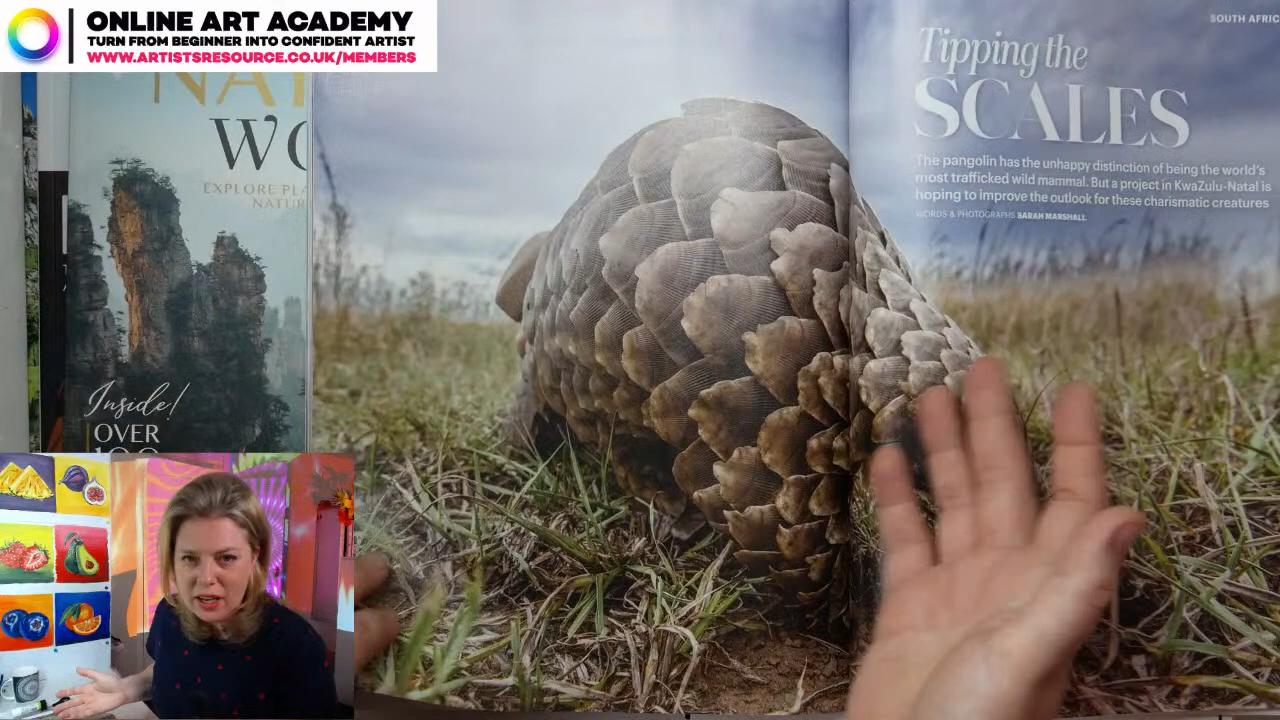 ONLINE ART ACADEMY
TURN FROM BEGINNER INTO CONFIDENT ARTIST
WWW.ARTISTSRESOURCE.CO.UK/MEMBERS
SOUTH AFRIC
Tipping the
SCALES
The pangolin has the unhappy distinction of being the world's
most trafficked wild mammal. But a project in KwaZulu-Natal is
hoping to improve the outlook for these charismatic creatures
WORDS & PHOTOGRAPHS SARAH MARSHALL
NAT
WO
EXPLORE PLA
NATUR
Inside!
OVER